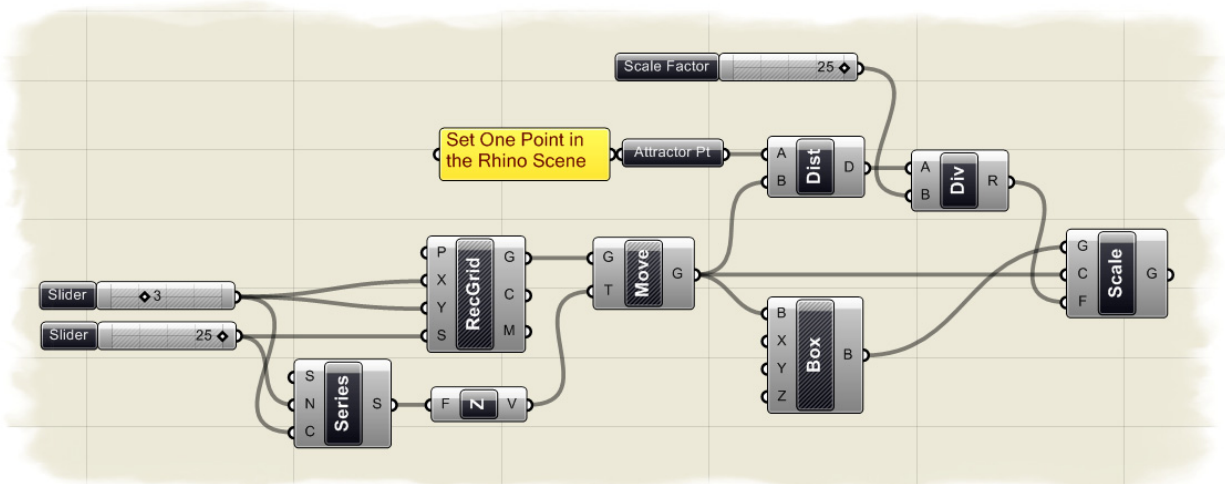 Scale Factor 25
Set One Point in
the Rhino Scene
Attractor Pt
A B Dist D
A B Div R
P X Y S RecGrid G C M
G T Move G
G C F Scale G
Slider 3
Slider 25
B X Y Z Box B
S N C Series S
F Z V